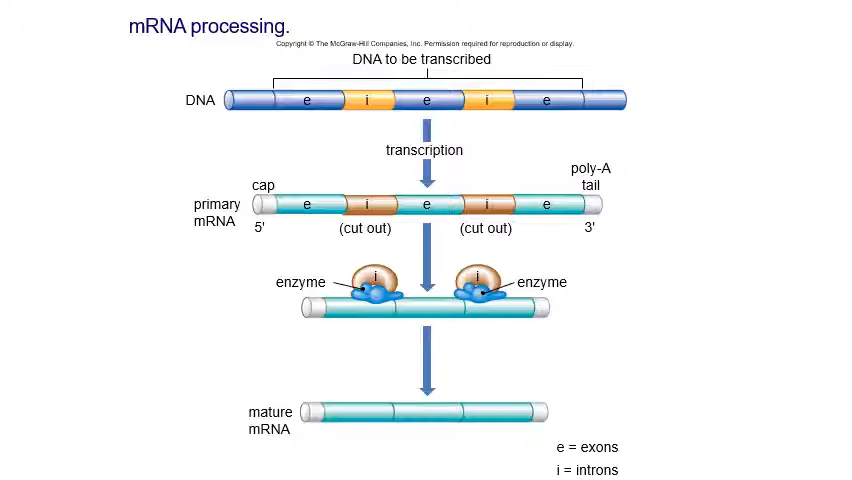 mRNA processing.
Copyright © The McGraw-Hill Companies, Inc. Permission required for reproduction or display.
DNA to be transcribed
DNA
e
i
e
i
e
transcription
poly-A
tail
cap
primary
mRNA
e
i
e
i
e
5'
(cut out)
(cut out)
3'
i
i
enzyme
enzyme
mature
mRNA
e = exons
i = introns